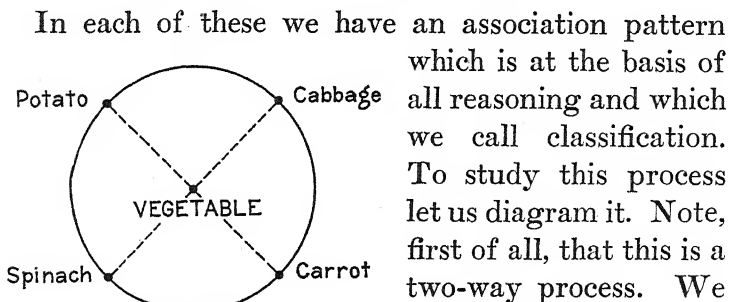 In each of these we have an association pattern
which is at the basis of
all reasoning and which
we call classification.
To study this process
let us diagram it. Note,
first of all, that this is a
two-way process. We
Potato
Cabbage
VEGETABLE
Spinach
Carrot